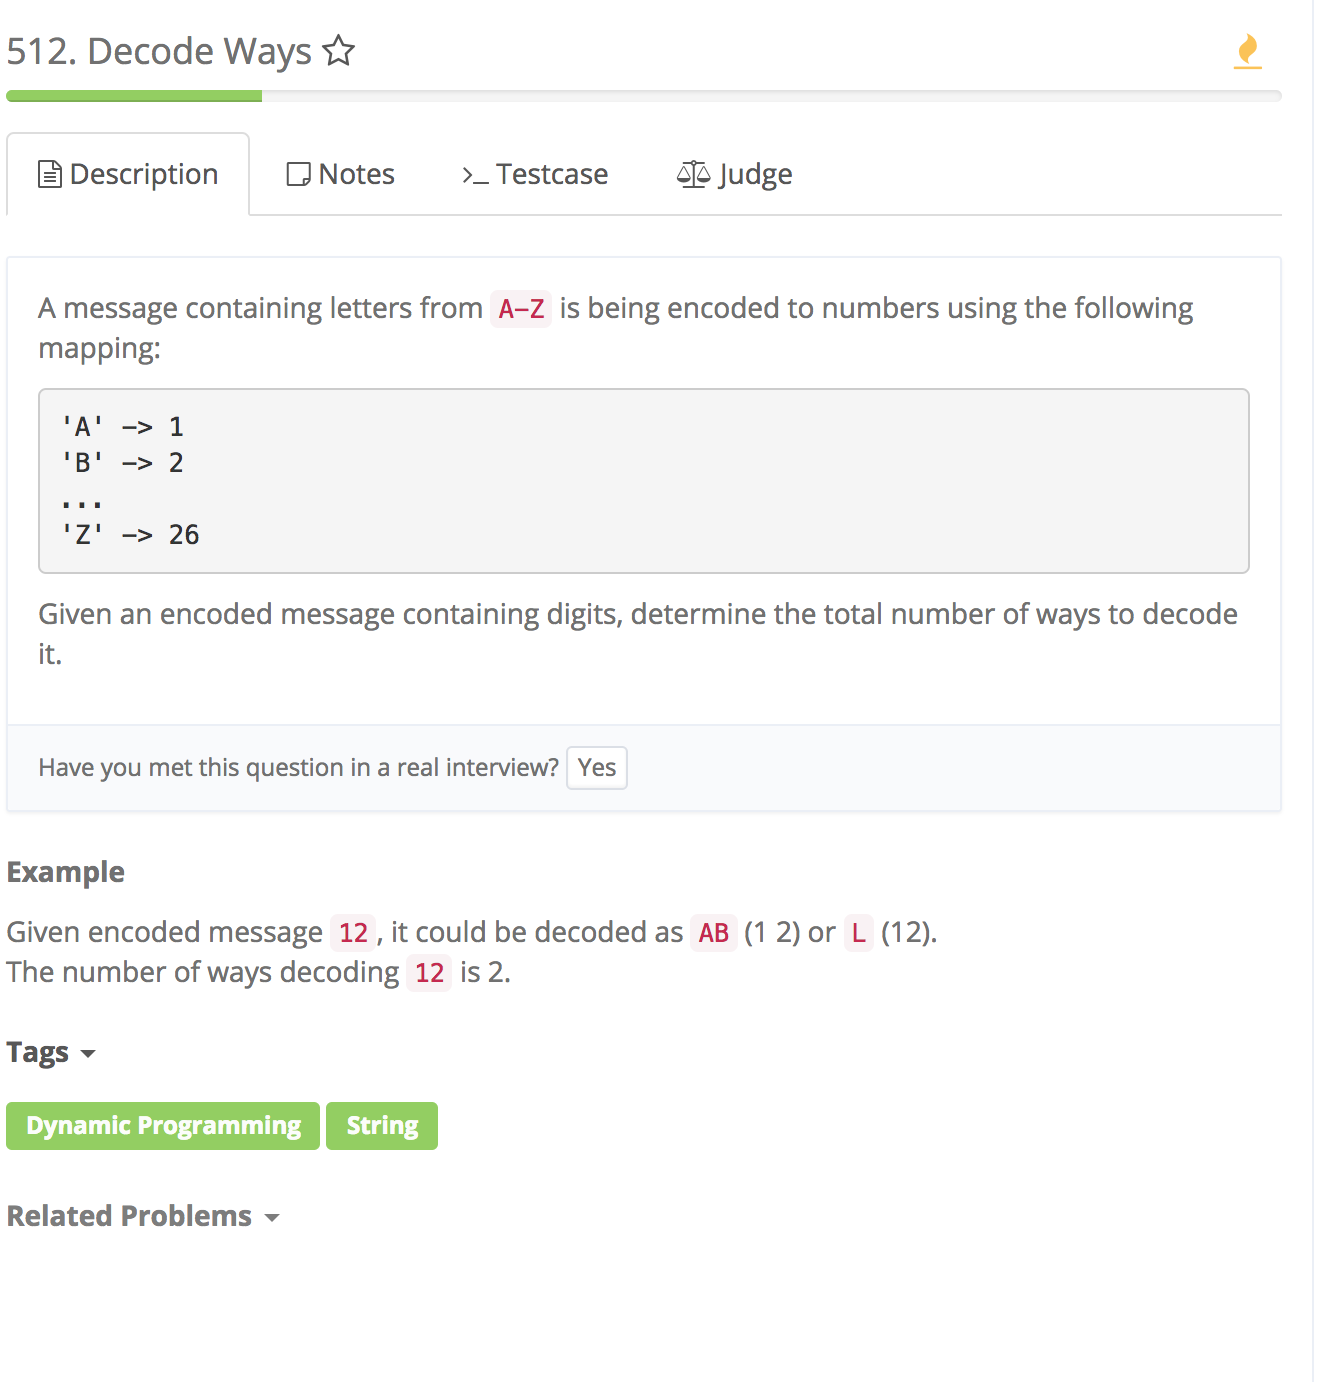 512. Decode Ways
Description
Notes
>_ Testcase
Judge
A message containing letters from A-Z is being encoded to numbers using the following
mapping:
'A' -> 1
'B' -> 2
...
'Z' -> 26
Given an encoded message containing digits, determine the total number of ways to decode
it.
Have you met this question in a real interview? Yes
Example
Given encoded message 12, it could be decoded as AB (1 2) or L (12).
The number of ways decoding 12 is 2.
Tags
Dynamic Programming String
Related Problems